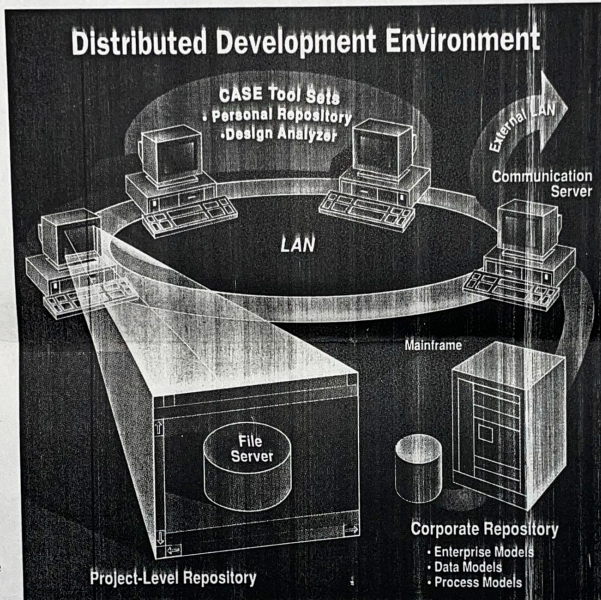 Distributed Development Environment
CASE Tool Sets
• Personal Repository
•Design Analyzer
External LAN
Communication
Server
LAN
Mainframe
File
Server
Corporate Repository
• Enterprise Models
• Data Models
• Process Models
Project-Level Repository